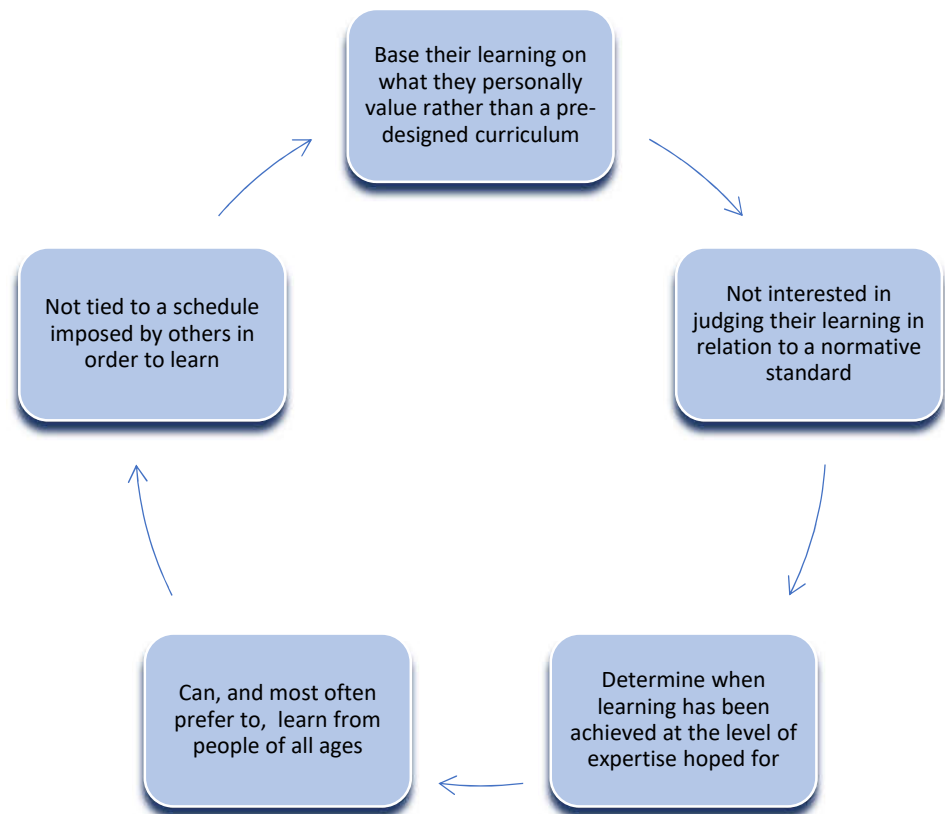 Base their learning on
what they personally
value rather than a pre-
designed curriculum
Not interested in
judging their learning in
relation to a normative
standard
Determine when
learning has been
achieved at the level of
expertise hoped for
Can, and most often
prefer to,  learn from
people of all ages
Not tied to a schedule
imposed by others in
order to learn